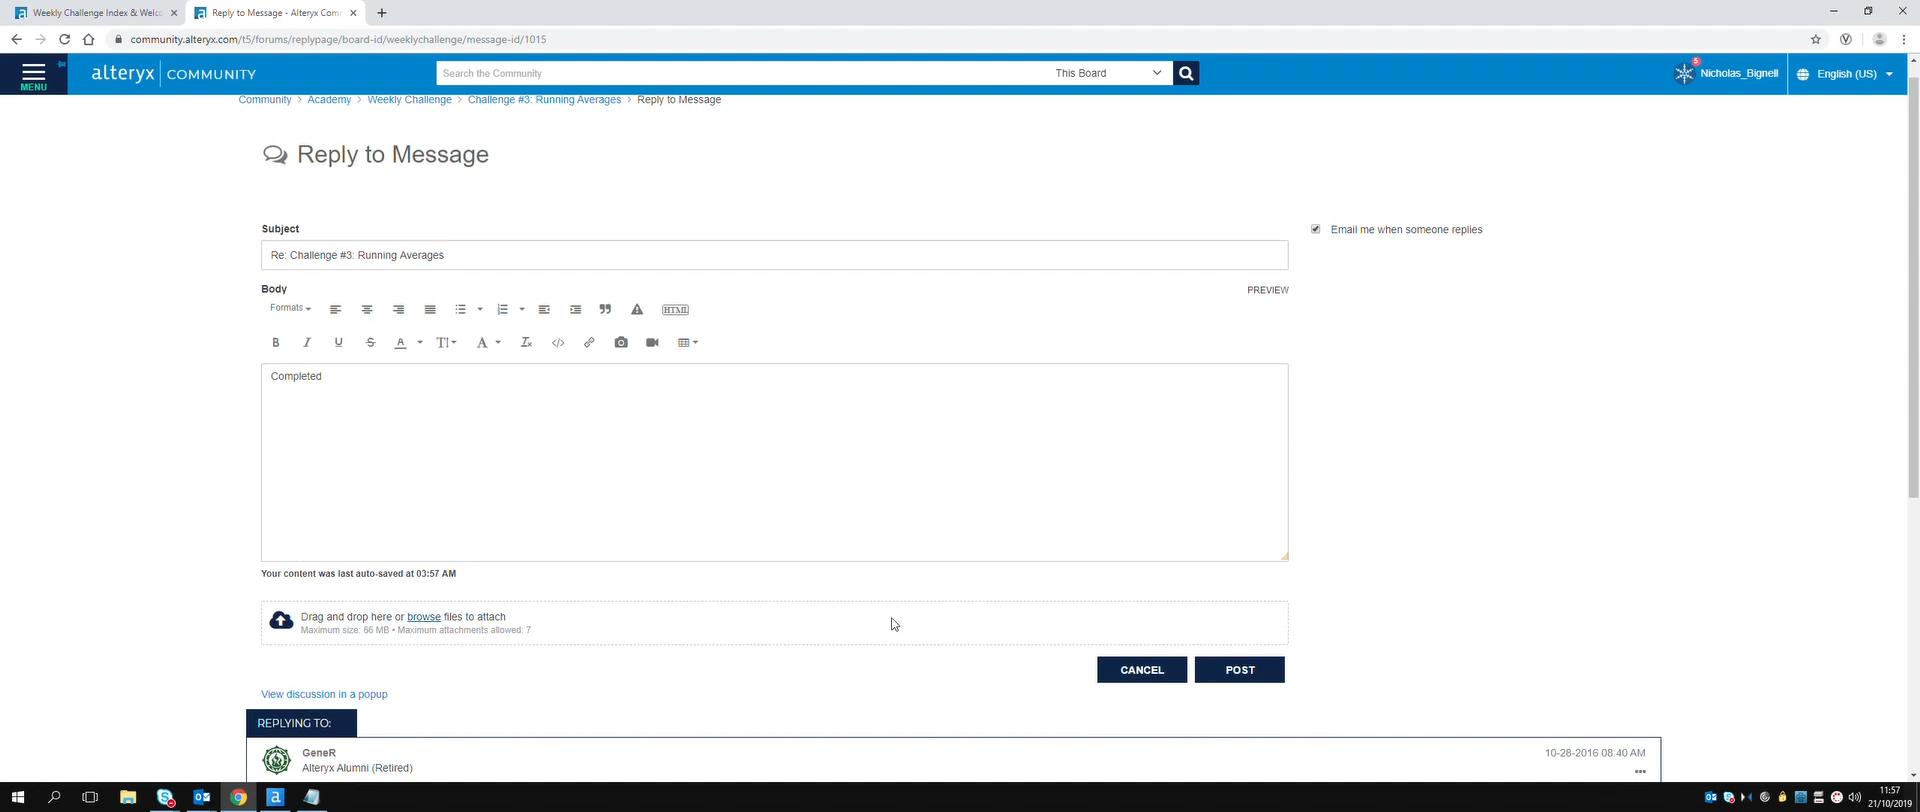 Weekly Challenge Index & Welco
Reply to Message - Alteryx Com
community.alteryx.com/t5/forums/replypage/board-id/weeklychallenge/message-id/1015
MENU
alteryx COMMUNITY
Search the Community
This Board
5
Nicholas_Bignell
English (US)
Community > Academy > Weekly Challenge > Challenge #3: Running Averages > Reply to Message
Reply to Message
Subject
Email me when someone replies
Re: Challenge #3: Running Averages
Body
PREVIEW
Formats
HTML
B I U S A T A Tx </>
Completed
Your content was last auto-saved at 03:57 AM
Drag and drop here or browse files to attach
Maximum size: 66 MB • Maximum attachments allowed: 7
CANCEL
POST
View discussion in a popup
REPLYING TO:
GeneR
10-28-2016 08:40 AM
Alteryx Alumni (Retired)
11:57
21/10/2019